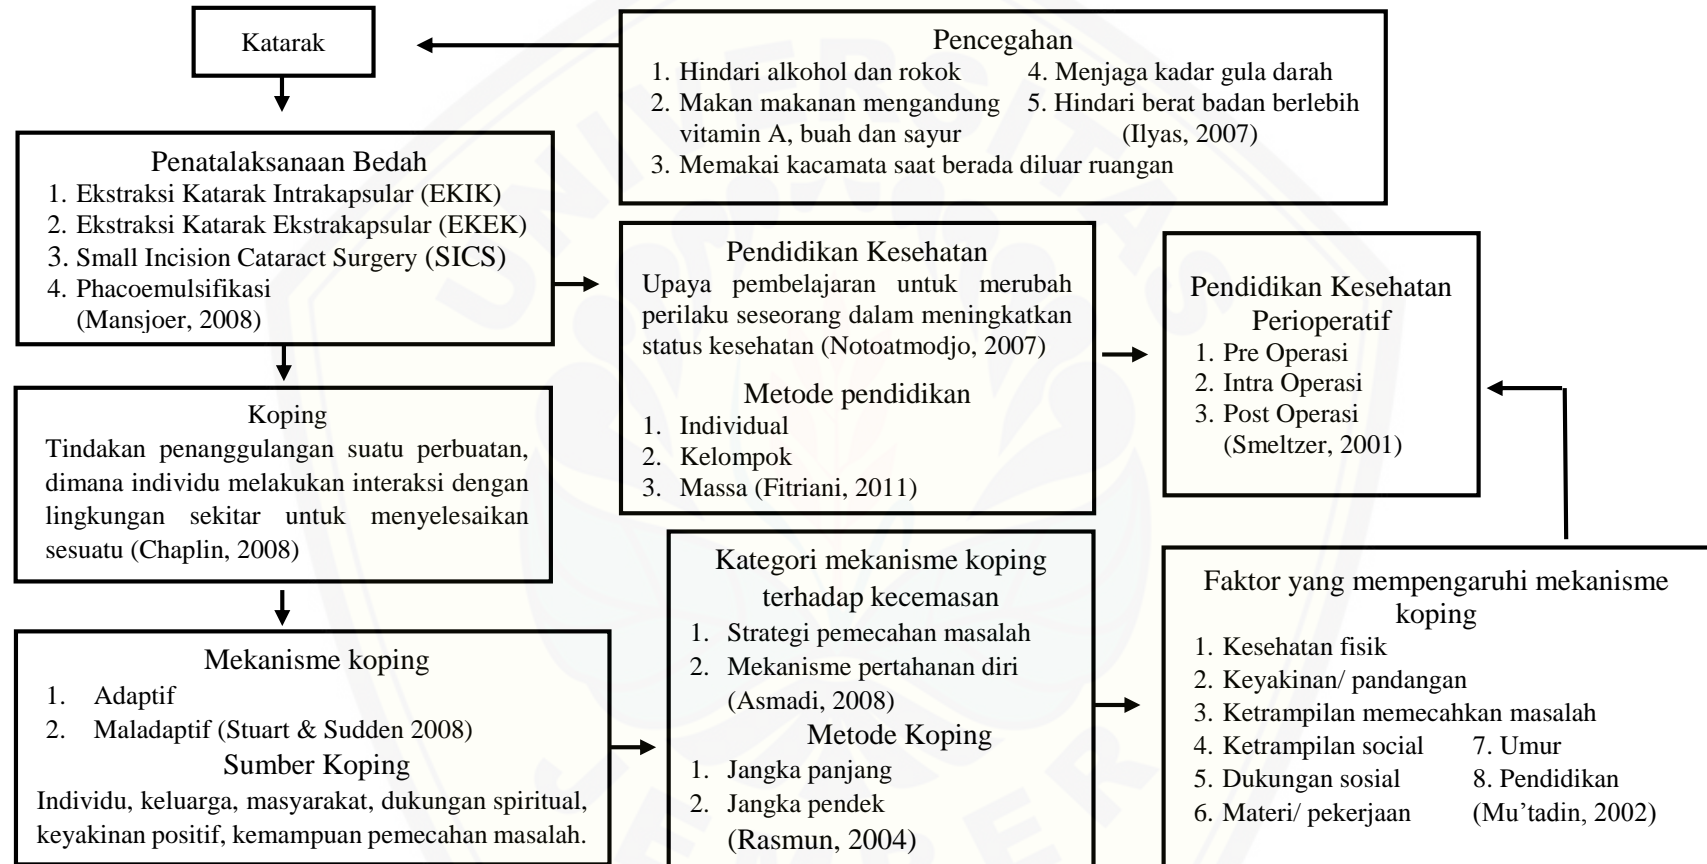 Katarak
Pencegahan
1. Hindari alkohol dan rokok
2. Makan makanan mengandung
vitamin A, buah dan sayur
3. Memakai kacamata saat berada diluar ruangan
4. Menjaga kadar gula darah
5. Hindari berat badan berlebih
(Ilyas, 2007)
Penatalaksanaan Bedah
1. Ekstraksi Katarak Intrakapsular (EKIK)
2. Ekstraksi Katarak Ekstrakapsular (EKEK)
3. Small Incision Cataract Surgery (SICS)
4. Phacoemulsifikasi
(Mansjoer, 2008)
Pendidikan Kesehatan
Upaya pembelajaran untuk merubah
perilaku seseorang dalam meningkatkan
status kesehatan (Notoatmodjo, 2007)
Metode pendidikan
1. Individual
2. Kelompok
3. Massa (Fitriani, 2011)
Pendidikan Kesehatan
Perioperatif
1. Pre Operasi
2. Intra Operasi
3. Post Operasi
(Smeltzer, 2001)
Koping
Tindakan penanggulangan suatu perbuatan,
dimana individu melakukan interaksi dengan
lingkungan sekitar untuk menyelesaikan
sesuatu (Chaplin, 2008)
Mekanisme koping
1. Adaptif
2. Maladaptif (Stuart & Sudden 2008)
Sumber Koping
Individu, keluarga, masyarakat, dukungan spiritual,
keyakinan positif, kemampuan pemecahan masalah.
Kategori mekanisme koping
terhadap kecemasan
1. Strategi pemecahan masalah
2. Mekanisme pertahanan diri
(Asmadi, 2008)
Metode Koping
1. Jangka panjang
2. Jangka pendek
(Rasmun, 2004)
Faktor yang mempengaruhi mekanisme
koping
1. Kesehatan fisik
2. Keyakinan/ pandangan
3. Ketrampilan memecahkan masalah
4. Ketrampilan social
5. Dukungan sosial
6. Materi/ pekerjaan
7. Umur
8. Pendidikan
(Mu’tadin, 2002)
UNIVERSITAS
JEMBER